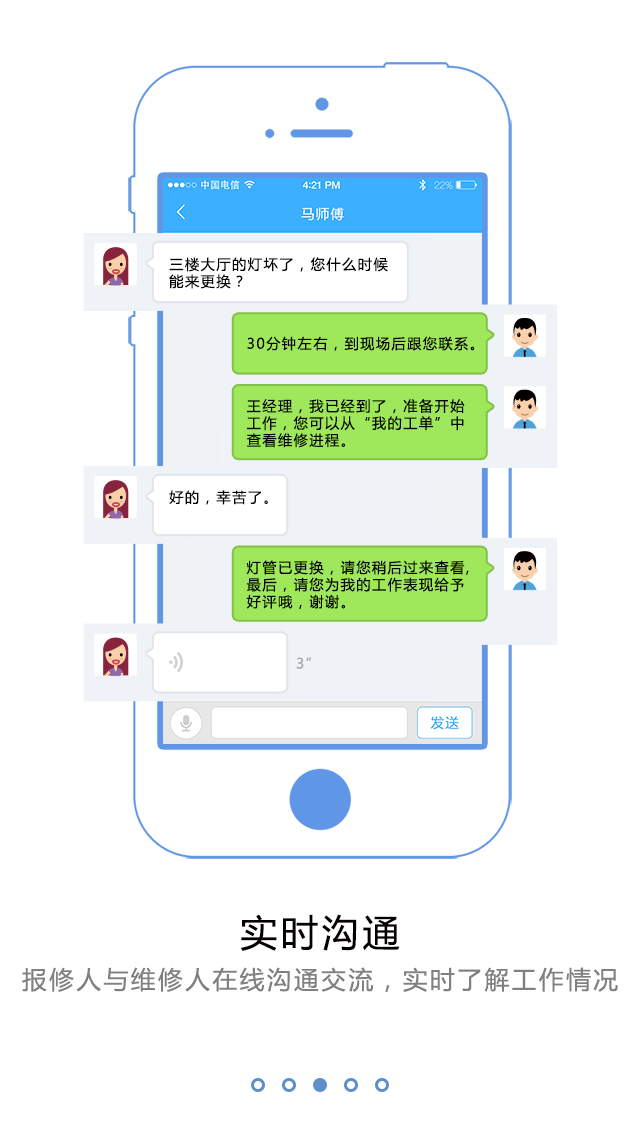 中国电信 4:21 PM 22%
马师傅
三楼大厅的灯坏了，您什么时候
能来更换？
30分钟左右，到现场后跟您联系。
王经理，我已经到了，准备开始
工作，您可以从“我的工单”中
查看维修进程。
好的，幸苦了。
灯管已更换，请您稍后过来查看,
最后，请您为我的工作表现给予
好评哦，谢谢。
3”
发送
实时沟通
报修人与维修人在线沟通交流，实时了解工作情况